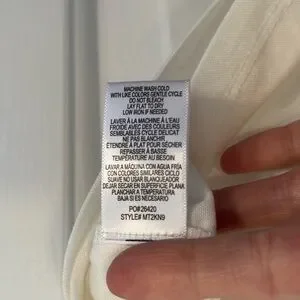 MACHINE WASH COLD
WITH LIKE COLORS GENTLE CYCLE
DO NOT BLEACH
LAY FLAT TO DRY
LOW IRON IF NEEDED
LAVER À LA MACHINE À L'EAU
FROIDE AVEC DES COULEURS
SEMBLABLES CYCLE DELICAT
NE PAS BLANCHIR
ÉTENDRE À PLAT POUR SÉCHER
REPASSER À BASSE
TEMPÉRATURE AU BESOIN
LAVAR A MÁQUINA CON AGUA FRÍA
CON COLORES SIMILARES CICLO
SUAVE NO USAR BLANQUEADOR
DEJAR SECAR EN SUPERFICIE PLANA
PLANCHAR A TEMPERATURA
BAJA SI ES NECESARIO
PO#26420
STYLE# MT2KN9